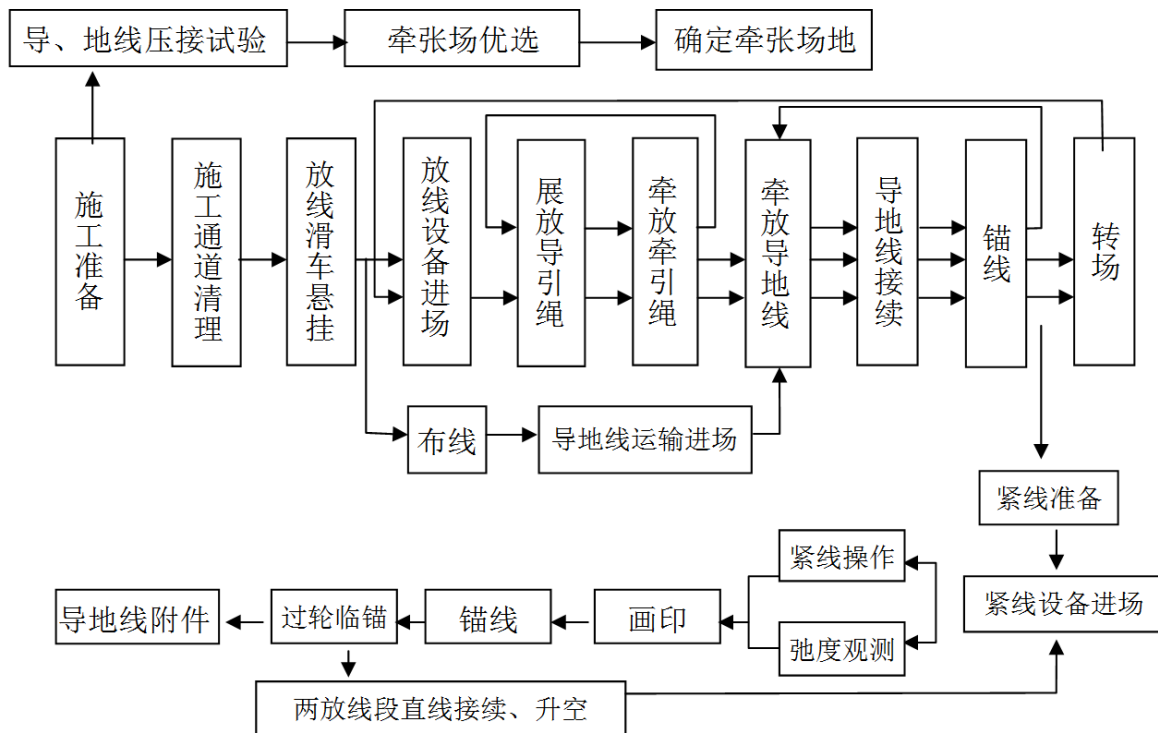 导、地线压接试验
牵张场优选
确定牵张场地
施工准备
施工通道清理
放线滑车悬挂
放线设备进场
展放导引绳
牵放牵引绳
牵放导地线
导地线接续
锚线
转场
布线
导地线运输进场
紧线准备
紧线操作
紧线设备进场
导地线附件
过轮临锚
锚线
画印
弛度观测
两放线段直线接续、升空